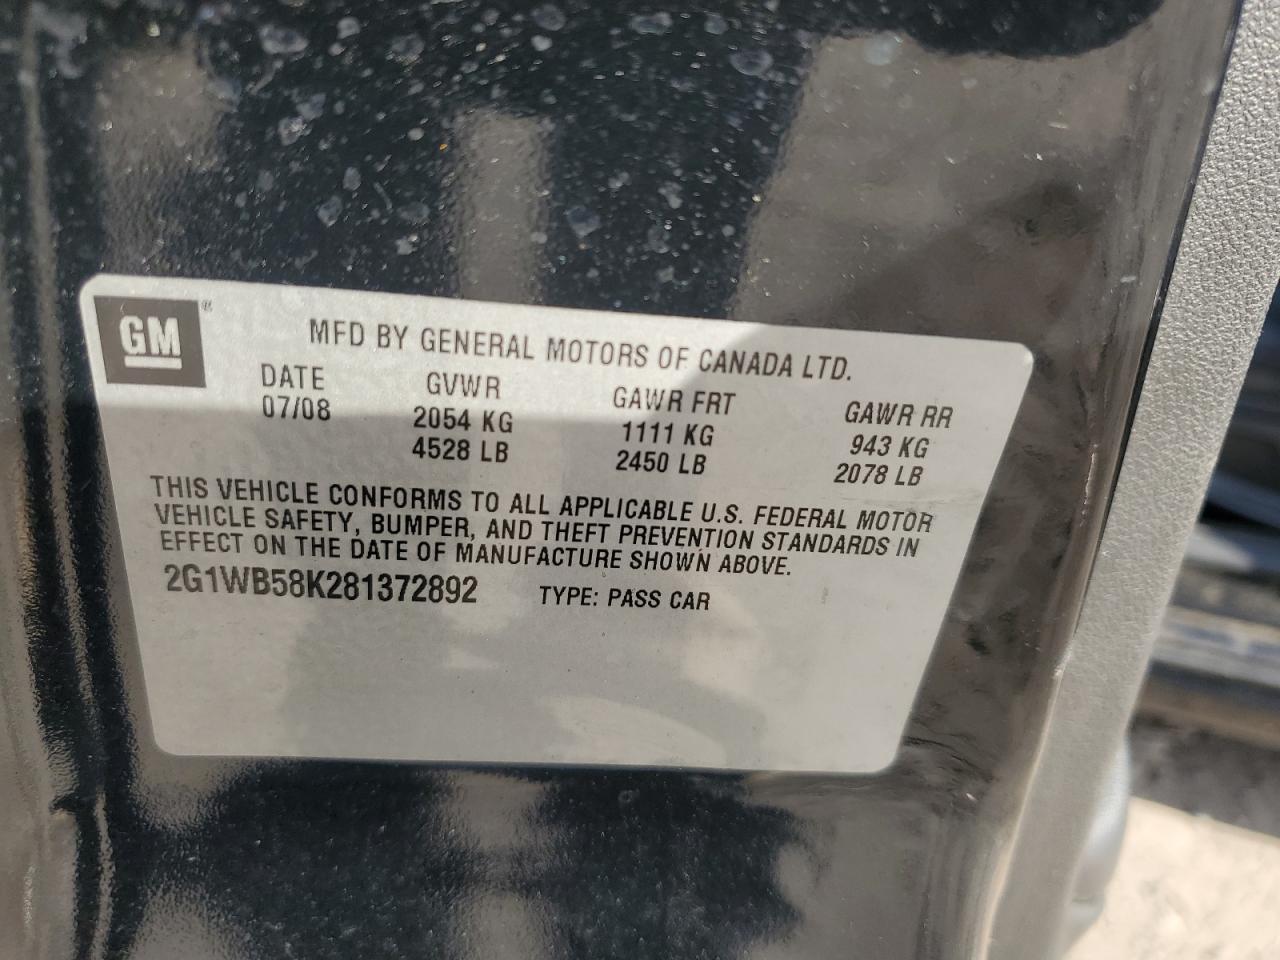 GM ®
MFD BY GENERAL MOTORS OF CANADA LTD.
DATE GVWR GAWR FRT GAWR RR
07/08 2054 KG 1111 KG 943 KG
4528 LB 2450 LB 2078 LB
THIS VEHICLE CONFORMS TO ALL APPLICABLE U.S. FEDERAL MOTOR
VEHICLE SAFETY, BUMPER, AND THEFT PREVENTION STANDARDS IN
EFFECT ON THE DATE OF MANUFACTURE SHOWN ABOVE.
2G1WB58K281372892 TYPE: PASS CAR